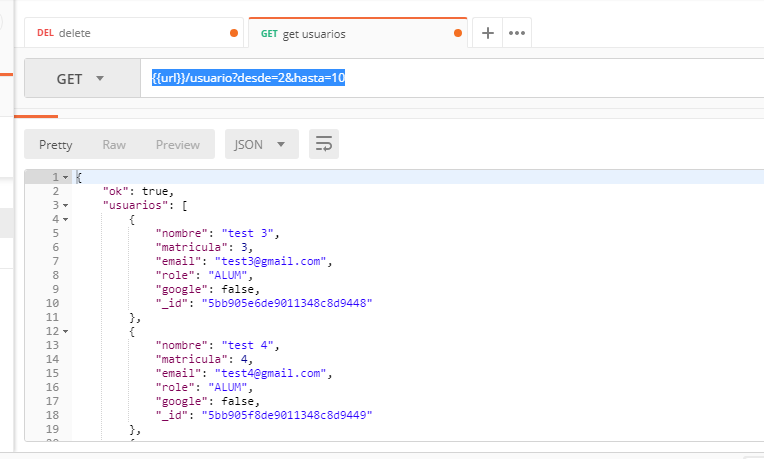 DEL delete GET get usuarios + •••
GET {{url}}/usuario?desde=2&hasta=10
Pretty Raw Preview JSON
1 {
2 "ok": true,
3 "usuarios": [
4 {
5 "nombre": "test 3",
6 "matricula": 3,
7 "email": "test3@gmail.com",
8 "role": "ALUM",
9 "google": false,
10 "_id": "5bb905e6de9011348c8d9448"
11 },
12 {
13 "nombre": "test 4",
14 "matricula": 4,
15 "email": "test4@gmail.com",
16 "role": "ALUM",
17 "google": false,
18 "_id": "5bb905f8de9011348c8d9449"
19 },